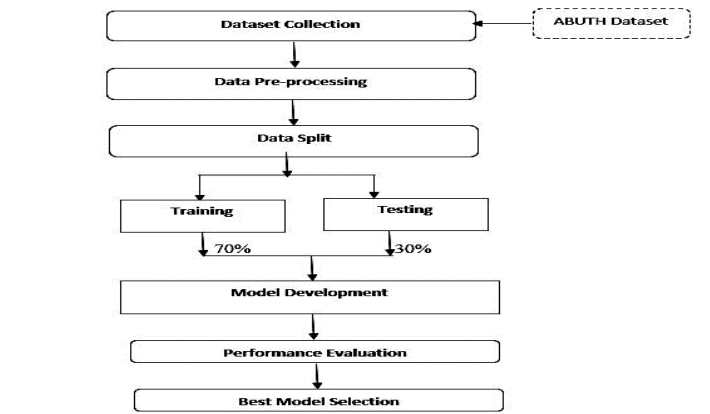 Dataset Collection
ABUTH Dataset
Data Pre-processing
Data Split
Training
Testing
70%
30%
Model Development
Performance Evaluation
Best Model Selection